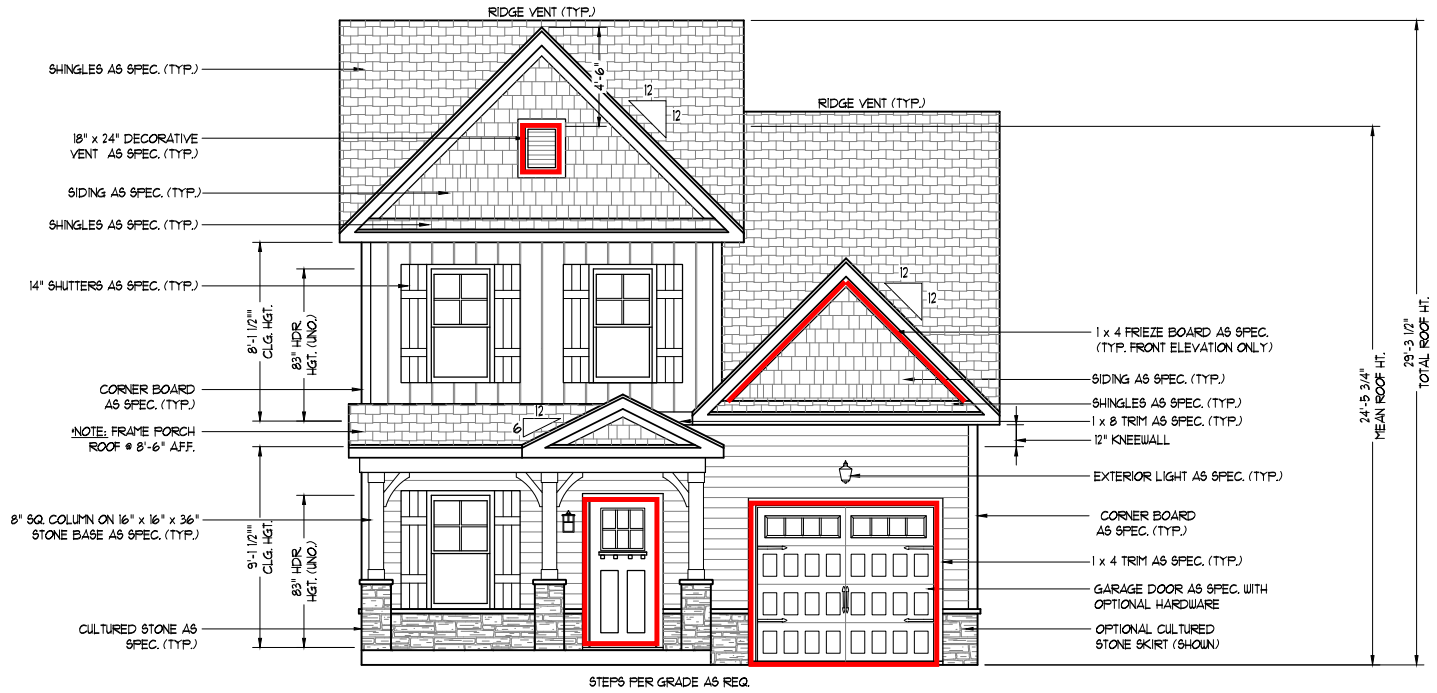 RIDGE VENT (TYP.)
SHINGLES AS SPEC. (TYP.)
4'-6"
12
12
RIDGE VENT (TYP.)
18" x 24" DECORATIVE
VENT AS SPEC. (TYP.)
SIDING AS SPEC. (TYP.)
SHINGLES AS SPEC. (TYP.)
14" SHUTTERS AS SPEC. (TYP.)
8'-1 1/2""
CLG. HGT.
83" HDR
HGT. (UNO.)
12
12
1 x 4 FRIEZE BOARD AS SPEC.
(TYP. FRONT ELEVATION ONLY)
29'-3 1/2"
TOTAL ROOF HT.
24'-5 3/4"
MEAN ROOF HT.
SIDING AS SPEC. (TYP.)
CORNER BOARD
AS SPEC. (TYP.)
SHINGLES AS SPEC. (TYP.)
12
6
1 x 8 TRIM AS SPEC. (TYP.)
*NOTE: FRAME PORCH
ROOF @ 8'-6" A.F.F.
12" KNEEWALL
EXTERIOR LIGHT AS SPEC. (TYP.)
8" SQ. COLUMN ON 16" x 16" x 36"
STONE BASE AS SPEC. (TYP.)
9'-1 1/2""
CLG. HGT.
83" HDR
HGT. (UNO.)
CORNER BOARD
AS SPEC. (TYP.)
1 x 4 TRIM AS SPEC. (TYP.)
GARAGE DOOR AS SPEC. WITH
OPTIONAL HARDWARE
CULTURED STONE AS
SPEC. (TYP.)
OPTIONAL CULTURED
STONE SKIRT (SHOWN)
STEPS PER GRADE AS REQ.